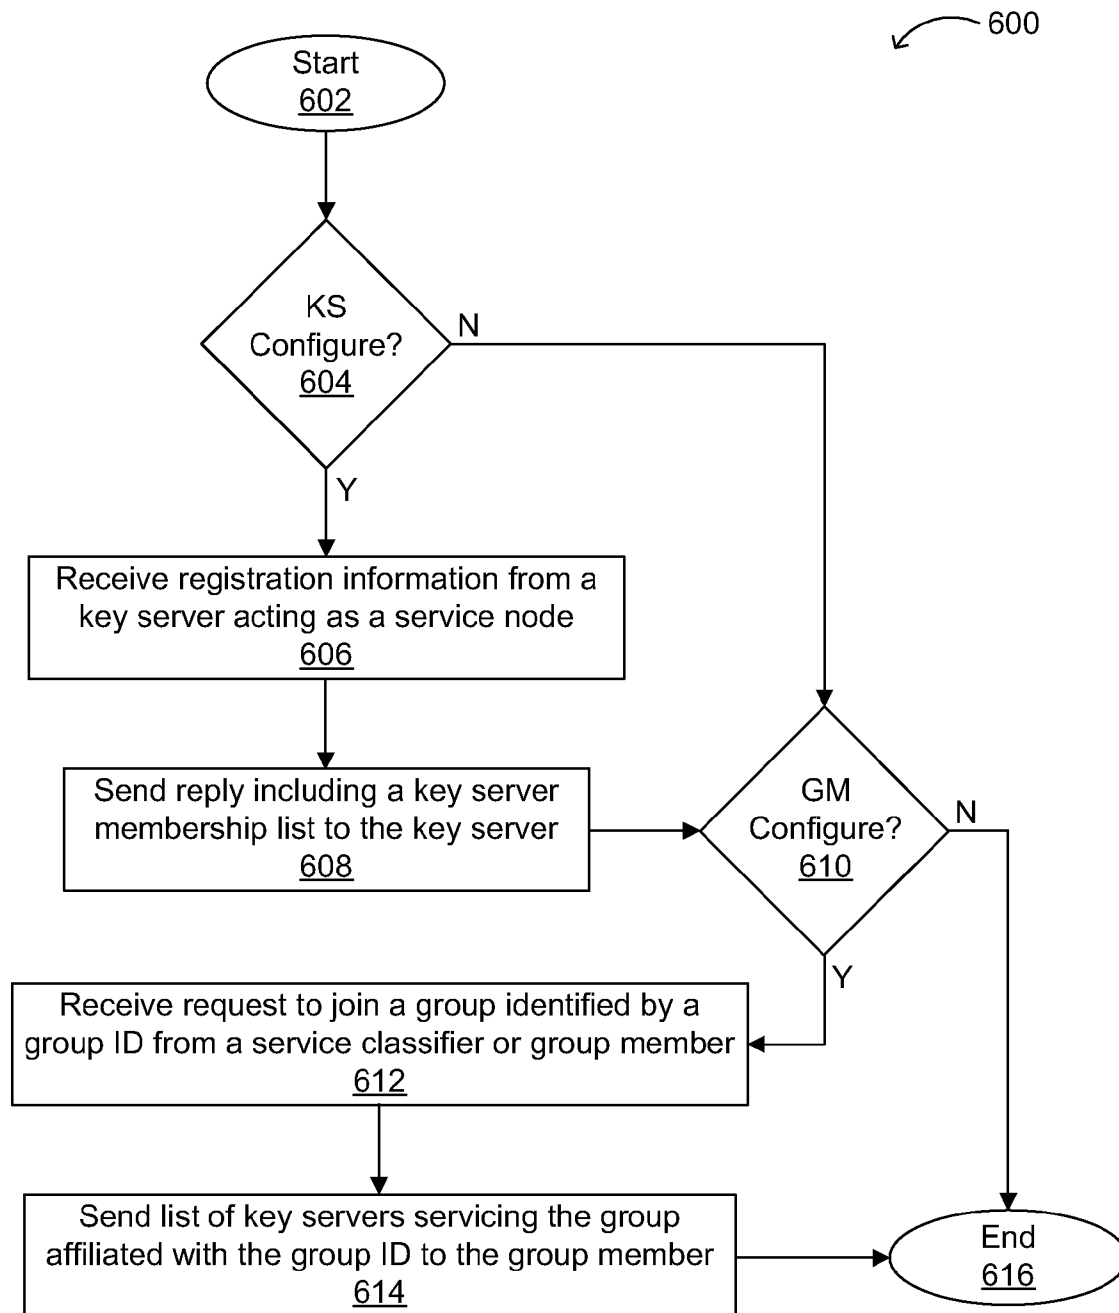 600
Start
602
KS
Configure?
604
N
Y
Receive registration information from a
key server acting as a service node
606
Send reply including a key server
membership list to the key server
608
GM
Configure?
610
N
Y
Receive request to join a group identified by a
group ID from a service classifier or group member
612
Send list of key servers servicing the group
affiliated with the group ID to the group member
614
End
616